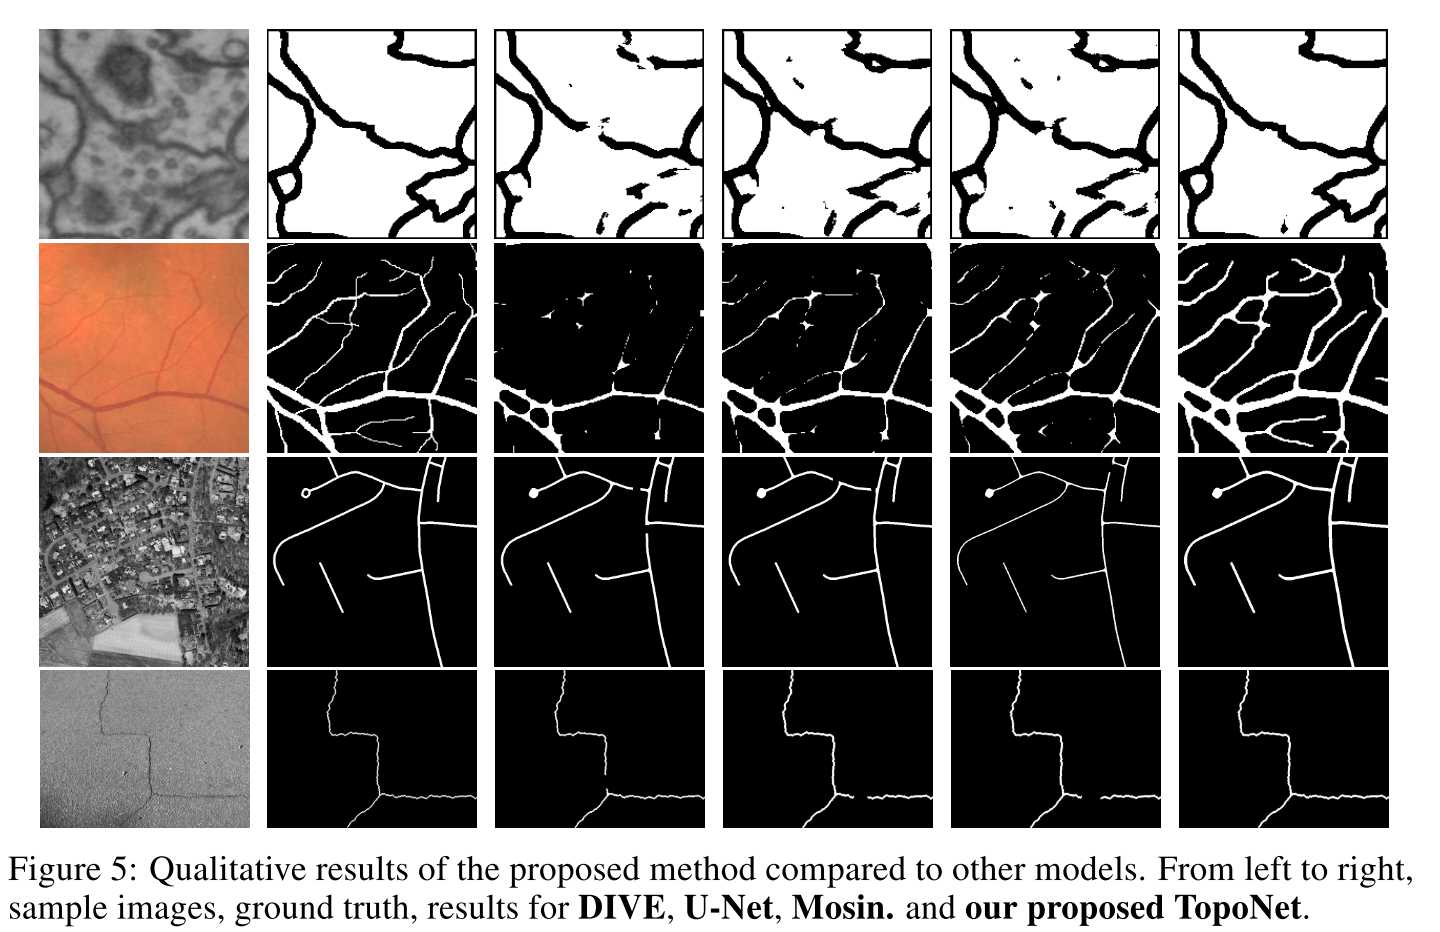 Figure 5: Qualitative results of the proposed method compared to other models. From left to right,
sample images, ground truth, results for DIVE, U-Net, Mosin. and our proposed TopoNet.